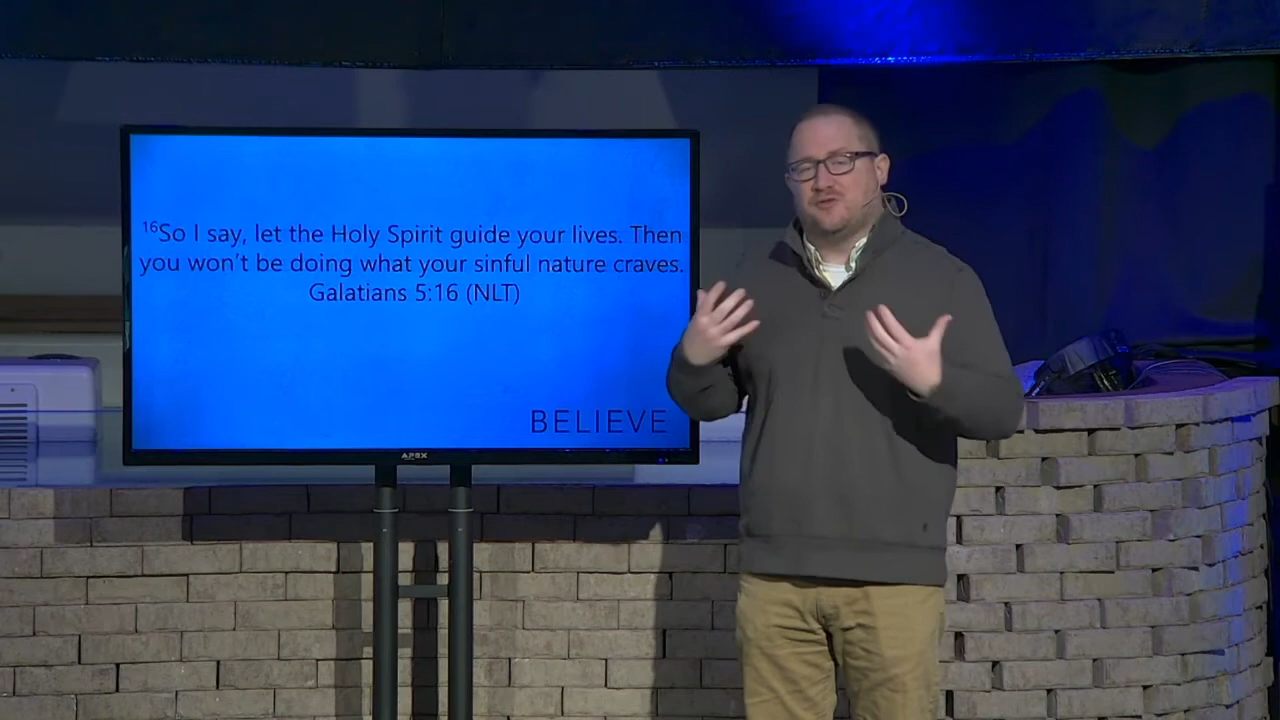 ¹⁶So I say, let the Holy Spirit guide your lives. Then
you won't be doing what your sinful nature craves.
Galatians 5:16 (NLT)
BELIEVE
APEX